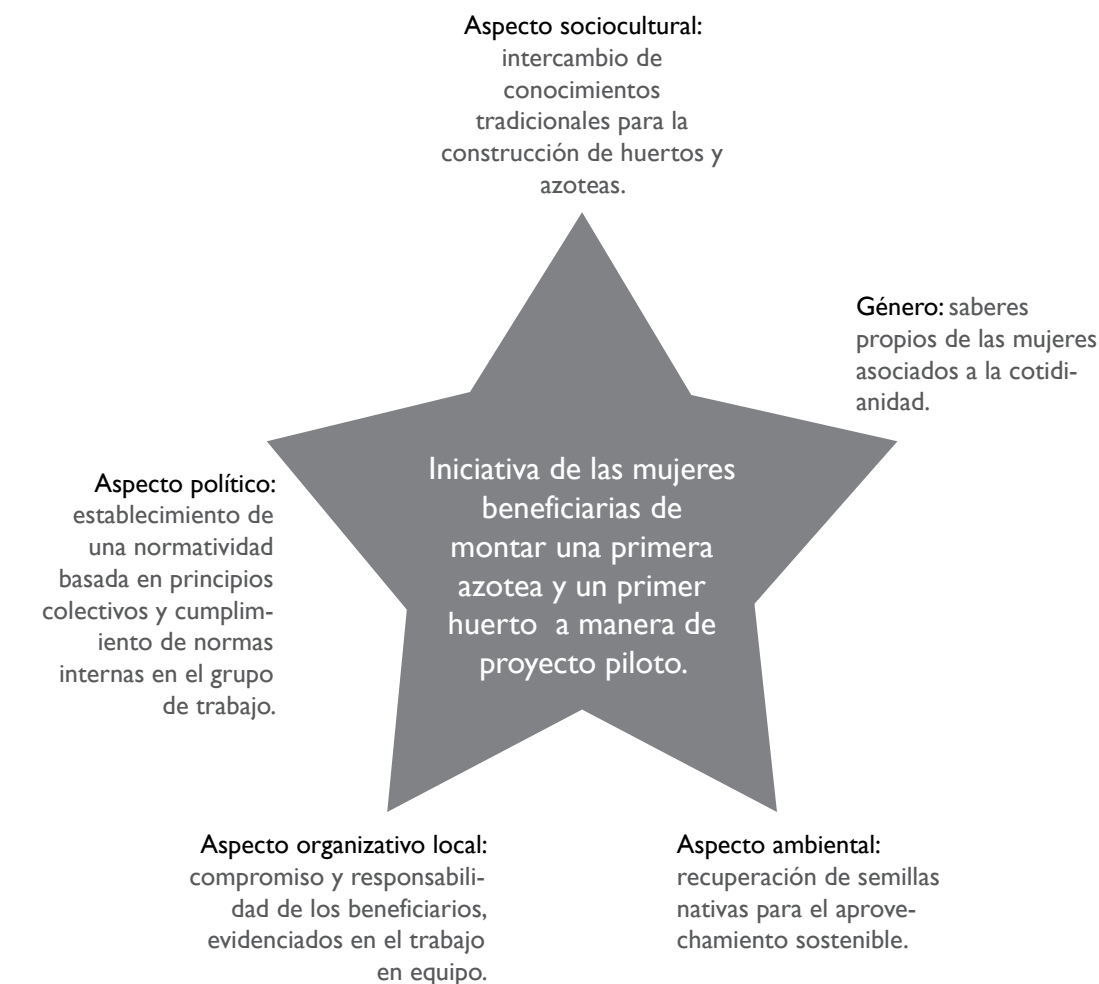 Aspecto sociocultural:
intercambio de
conocimientos
tradicionales para la
construcción de huertos y
azoteas.
Género: saberes
propios de las mujeres
asociados a la cotidi-
anidad.
Iniciativa de las mujeres
beneficiarias de
montar una primera
azotea y un primer
huerto a manera de
proyecto piloto.
Aspecto político:
establecimiento de
una normatividad
basada en principios
colectivos y cumplim-
iento de normas
internas en el grupo
de trabajo.
Aspecto organizativo local:
compromiso y responsabili-
dad de los beneficiarios,
evidenciados en el trabajo
en equipo.
Aspecto ambiental:
recuperación de semillas
nativas para el aprove-
chamiento sostenible.